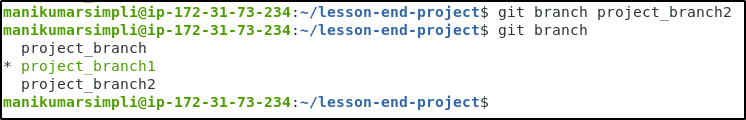 manikumarsimpli@ip-172-31-73-234:~/lesson-end-project$ git branch project_branch2
manikumarsimpli@ip-172-31-73-234:~/lesson-end-project$ git branch
  project_branch
* project_branch1
  project_branch2
manikumarsimpli@ip-172-31-73-234:~/lesson-end-project$